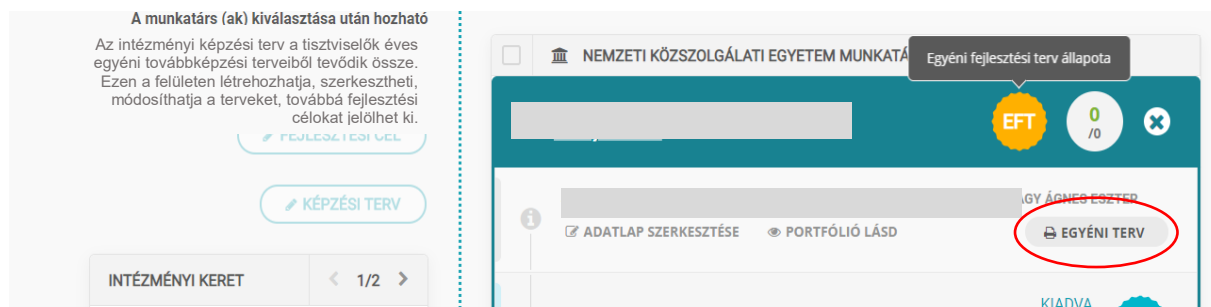 A munkatárs (ak) kiválasztása után hozható
Az intézményi képzési terv a tisztviselők éves
egyéni továbbképzési terveiből tevődik össze.
Ezen a felületen létrehozhatja, szerkesztheti,
módosíthatja a terveket, továbbá fejlesztési
célokat jelölhet ki.
FEJLESZTÉSI CÉL
KÉPZÉSI TERV
INTÉZMÉNYI KERET
1/2
NEMZETI KÖZSZOLGÁLATI EGYETEM
Egyéni fejlesztési terv állapota
EFT
0
/0
ÁGNES ESZTER
ADATLAP SZERKESZTÉSE
PORTFÓLIÓ LÁSD
EGYÉNI TERV
KIADVA